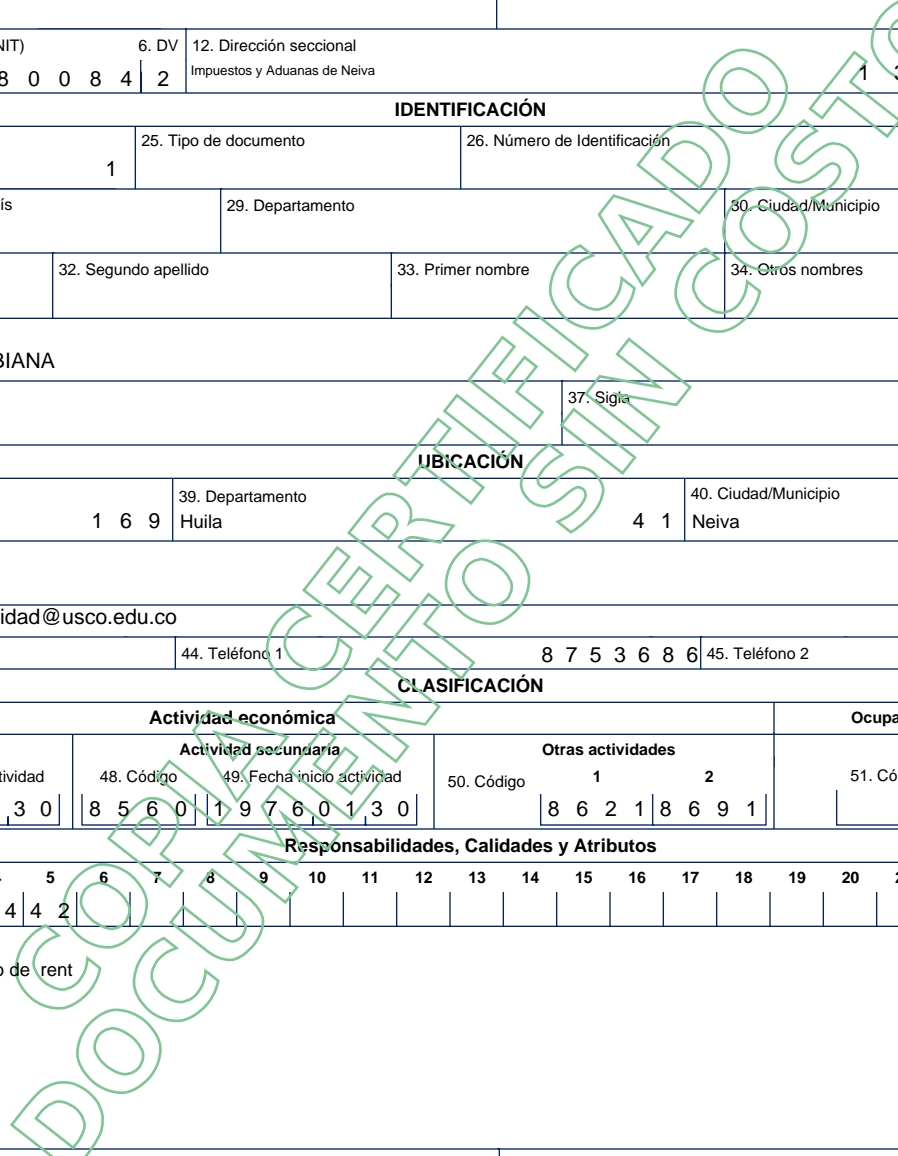 NIT) 6. DV 12. Dirección seccional
8 0 0 8 4 2 Impuestos y Aduanas de Neiva 1 3
IDENTIFICACIÓN
25. Tipo de documento 26. Número de Identificación
1
ís 29. Departamento 30. Ciudad/Municipio
32. Segundo apellido 33. Primer nombre 34. Otros nombres
BIANA
37. Sigla
UBICACIÓN
39. Departamento 40. Ciudad/Municipio
1 6 9 Huila 4 1 Neiva
idad@usco.edu.co
44. Teléfono 1 8 7 5 3 6 8 6 45. Teléfono 2
CLASIFICACIÓN
Actividad económica Ocupa
Actividad secundaria Otras actividades
tividad 48. Código 49. Fecha inicio actividad 50. Código 1 2 51. Có
3 0 8 5 6 0 1 9 7 6 0 1 3 0 8 6 2 1 8 6 9 1
Responsabilidades, Calidades y Atributos
5 6 7 8 9 10 11 12 13 14 15 16 17 18 19 20 2
4 4 2
o de rent
COPIA CERTIFICADO
DOCUMENTO SIN COSTO